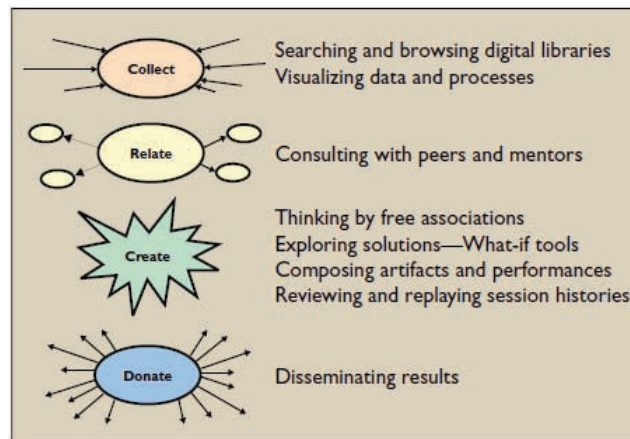 Collect
Searching and browsing digital libraries
Visualizing data and processes
Relate
Consulting with peers and mentors
Create
Thinking by free associations
Exploring solutions—What-if tools
Composing artifacts and performances
Reviewing and replaying session histories
Donate
Disseminating results